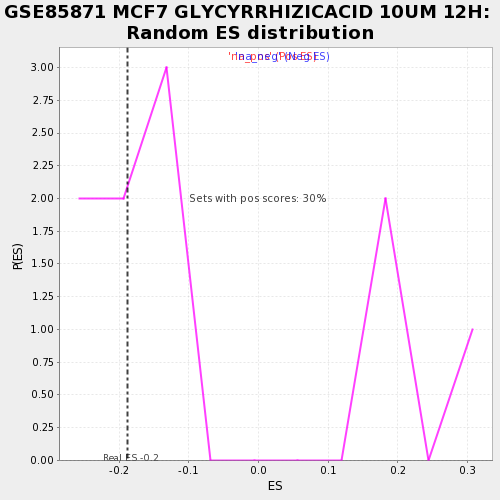 GSE85871 MCF7 GLYCYRRHIZICACID 10UM 12H:
Random ES distribution
3.00
2.75
2.50
2.25
2.00
1.75
1.50
1.25
1.00
0.75
0.50
0.25
0.00
P(ES)
Sets with pos scores: 30%
Real ES -0.2
-0.2 -0.1 0.0 0.1 0.2 0.3
ES